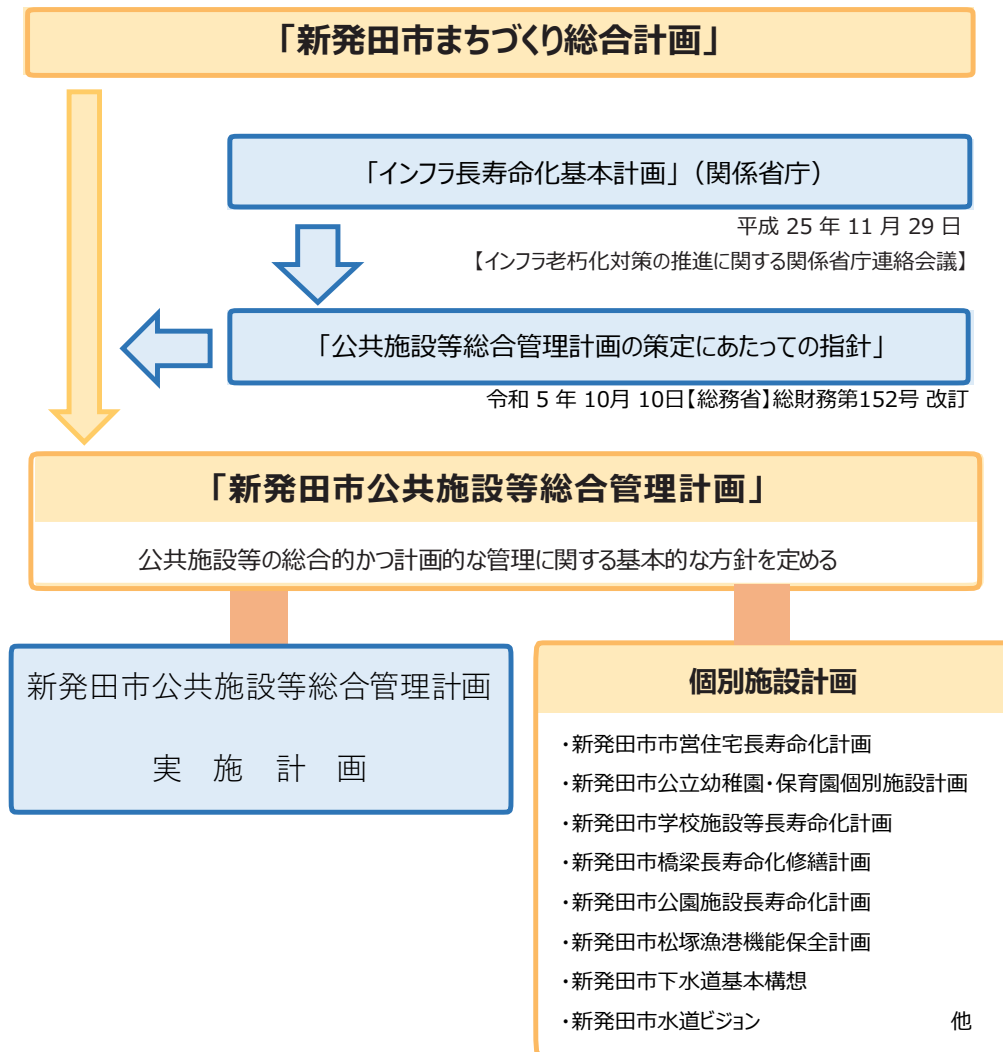 「新発田市まちづくり総合計画」
「インフラ長寿命化基本計画」（関係省庁）
平成 25 年 11 月 29 日
【インフラ老朽化対策の推進に関する関係省庁連絡会議】
「公共施設等総合管理計画の策定にあたっての指針」
令和 5 年 10月 10日【総務省】総財務第152号 改訂
「新発田市公共施設等総合管理計画」
公共施設等の総合的かつ計画的な管理に関する基本的な方針を定める
新発田市公共施設等総合管理計画
実 施 計 画
個別施設計画
・新発田市市営住宅長寿命化計画
・新発田市公立幼稚園・保育園個別施設計画
・新発田市学校施設等長寿命化計画
・新発田市橋梁長寿命化修繕計画
・新発田市公園施設長寿命化計画
・新発田市松塚漁港機能保全計画
・新発田市下水道基本構想
・新発田市水道ビジョン 他